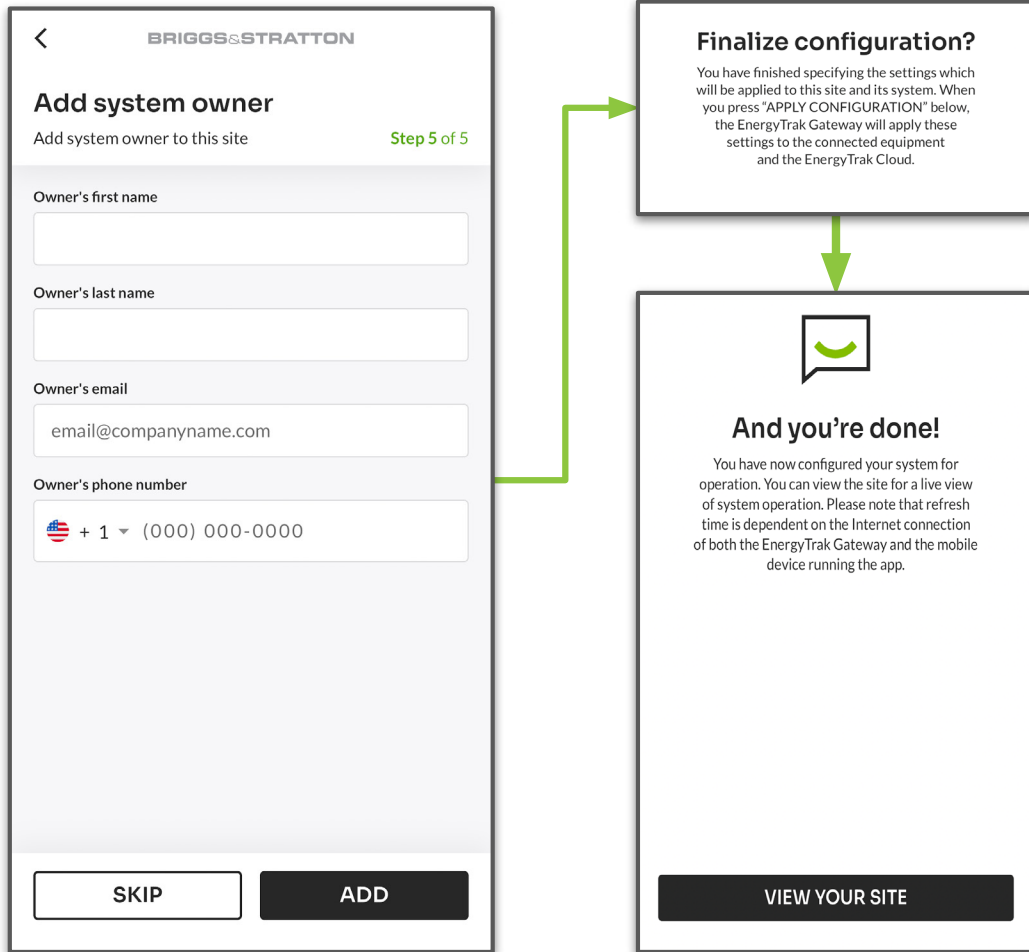 BRIGGS&STRATTON
Add system owner
Add system owner to this site
Step 5 of 5
Owner's first name
Owner's last name
Owner's email
email@companyname.com
Owner's phone number
+ 1 (000) 000-0000
SKIP
ADD
Finalize configuration?
You have finished specifying the settings which
will be applied to this site and its system. When
you press “APPLY CONFIGURATION” below,
the EnergyTrak Gateway will apply these
settings to the connected equipment
and the EnergyTrak Cloud.
And you’re done!
You have now configured your system for
operation. You can view the site for a live view
of system operation. Please note that refresh
time is dependent on the Internet connection
of both the EnergyTrak Gateway and the mobile
device running the app.
VIEW YOUR SITE